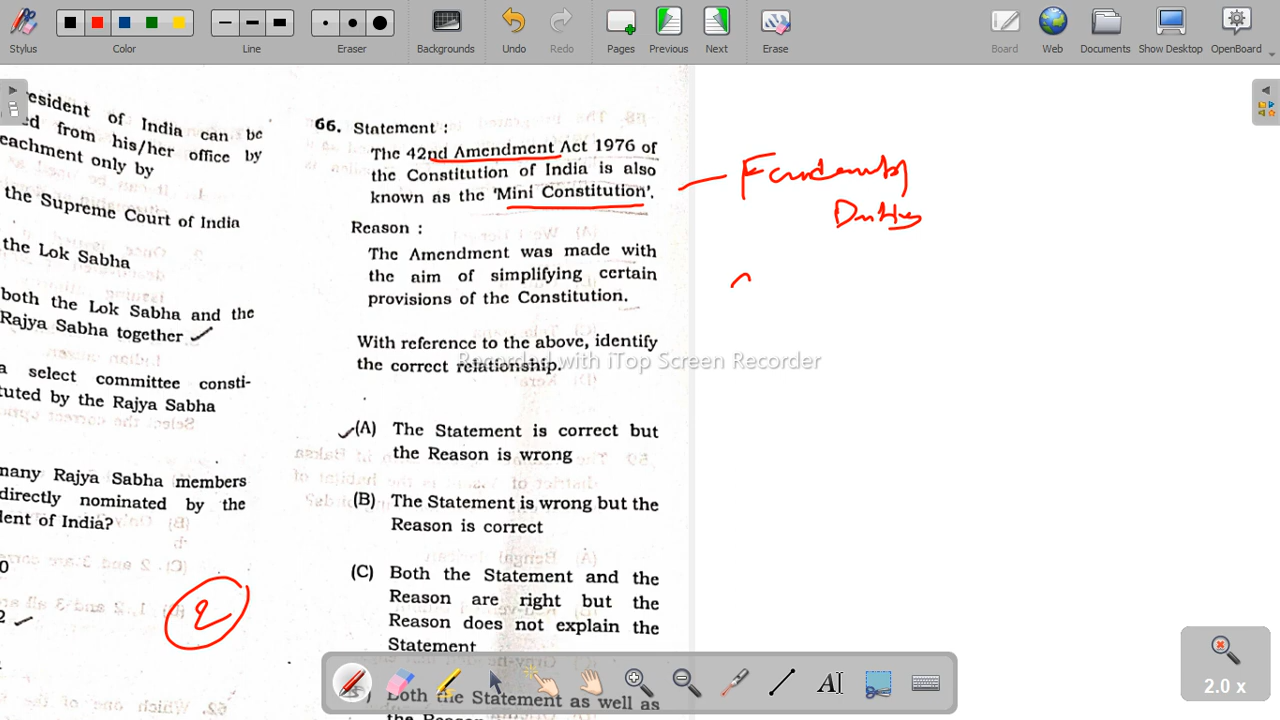 Stylus
Color
Line
Eraser
Backgrounds
Undo
Redo
Pages
Previous
Next
Erase
Board
Web
Documents
Show Desktop
OpenBoard
resident of India can be
ed from his/her office by
eachment only by
the Supreme Court of India
the Lok Sabha
both the Lok Sabha and the
Rajya Sabha together
a select committee consti-
tuted by the Rajya Sabha
many Rajya Sabha members
directly nominated by the
dent of India?
0
2
2
66. Statement :
The 42nd Amendment Act 1976 of
the Constitution of India is also
known as the 'Mini Constitution'.
Reason :
The Amendment was made with
the aim of simplifying certain
provisions of the Constitution.
With reference to the above, identify
the correct relationship.
(A) The Statement is correct but
the Reason is wrong
(B) The Statement is wrong but the
Reason is correct
(C) Both the Statement and the
Reason are right but the
Reason does not explain the
Statement
Both the Statement as well as
the Reason
Duties
Recorded with iTop Screen Recorder
2.0 x